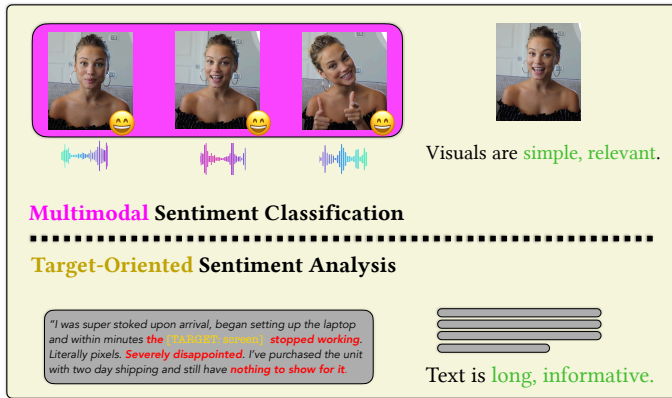 Visuals are simple, relevant.
Multimodal Sentiment Classification
Target-Oriented Sentiment Analysis
"I was super stoked upon arrival, began setting up the laptop
and within minutes the [TARGET:screen] stopped working.
Literally pixels. Severely disappointed. I've purchased the unit
with two day shipping and still have nothing to show for it.
Text is long, informative.